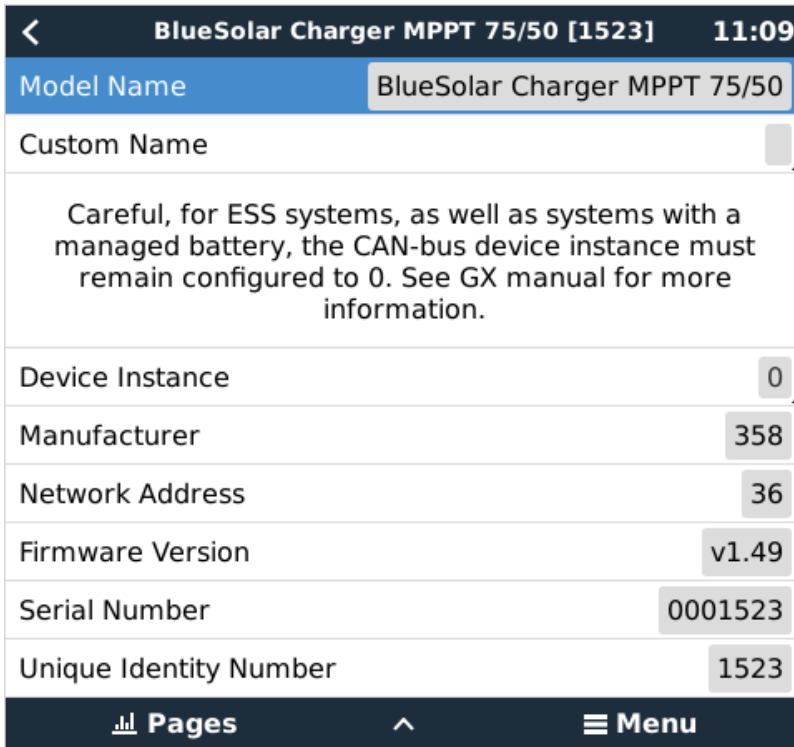 BlueSolar Charger MPPT 75/50 [1523] 11:09
Model Name BlueSolar Charger MPPT 75/50
Custom Name
Careful, for ESS systems, as well as systems with a
managed battery, the CAN-bus device instance must
remain configured to 0. See GX manual for more
information.
Device Instance 0
Manufacturer 358
Network Address 36
Firmware Version v1.49
Serial Number 0001523
Unique Identity Number 1523
Pages Menu